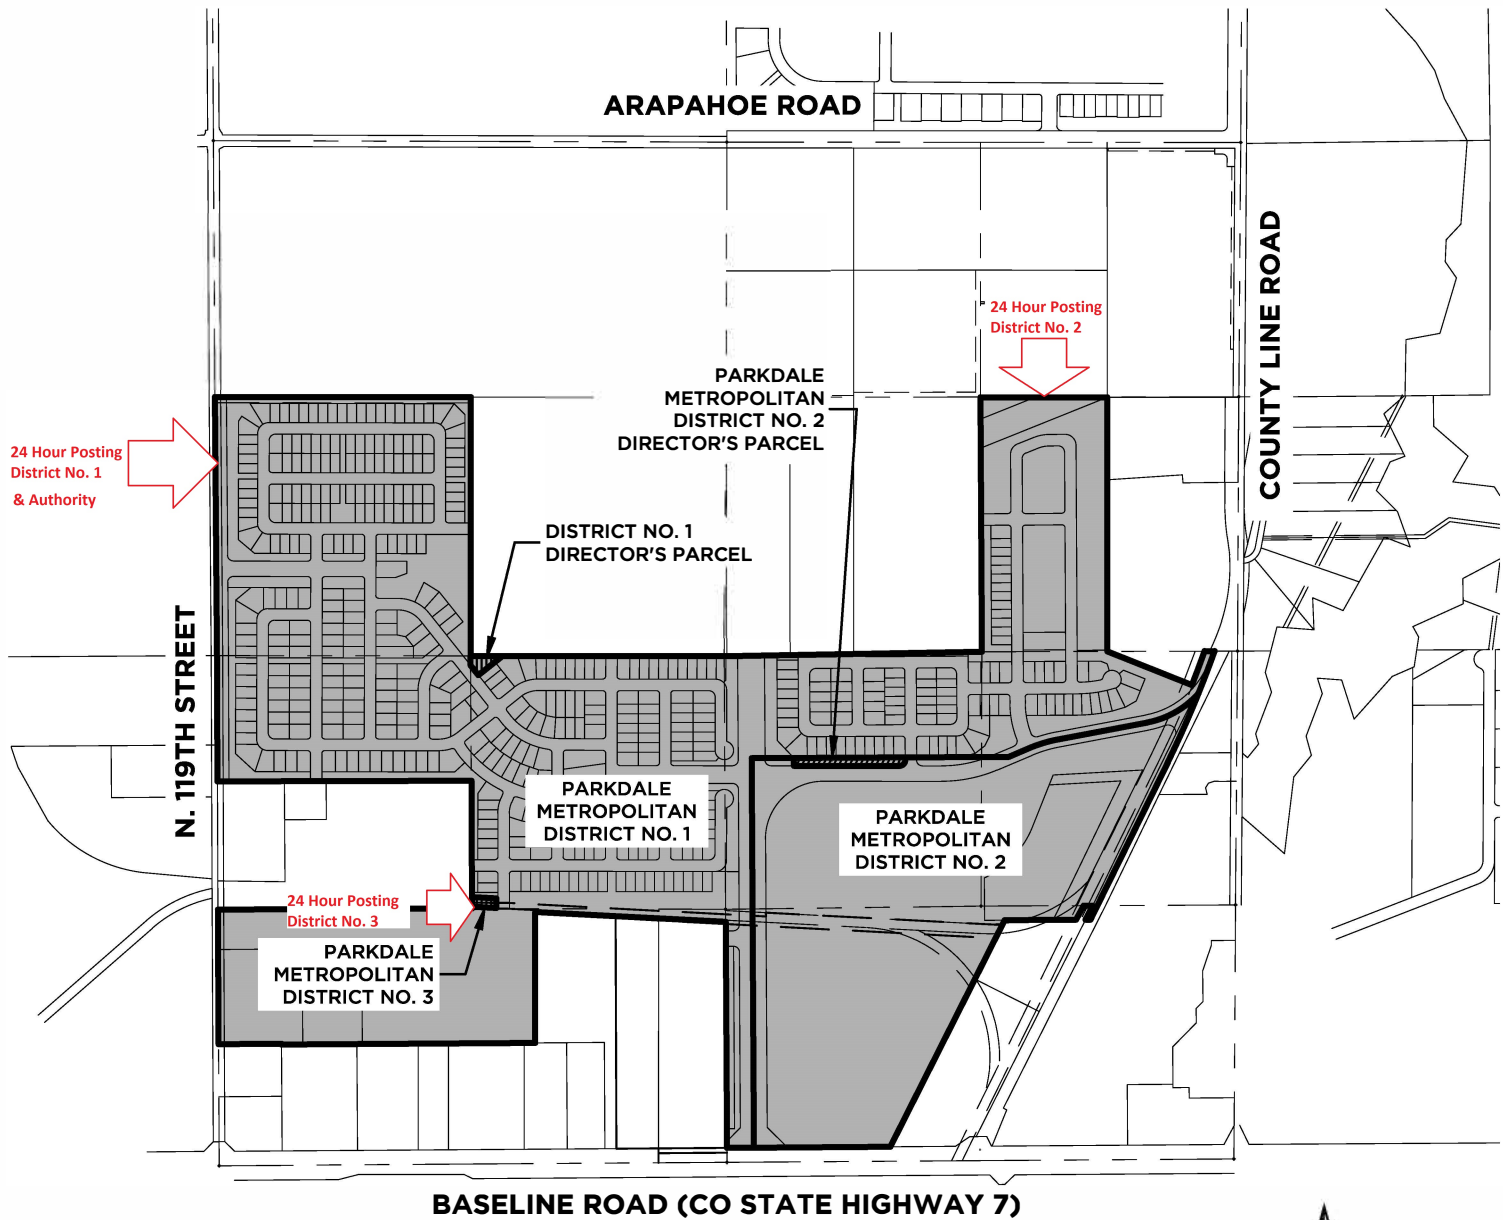 ARAPAHOE ROAD
COUNTY LINE ROAD
24 Hour Posting
District No. 2
PARKDALE
METROPOLITAN
DISTRICT NO. 2
DIRECTOR'S PARCEL
24 Hour Posting
District No. 1
& Authority
DISTRICT NO. 1
DIRECTOR'S PARCEL
N. 119TH STREET
PARKDALE
METROPOLITAN
DISTRICT NO. 1
PARKDALE
METROPOLITAN
DISTRICT NO. 2
24 Hour Posting
District No. 3
PARKDALE
METROPOLITAN
DISTRICT NO. 3
BASELINE ROAD (CO STATE HIGHWAY 7)